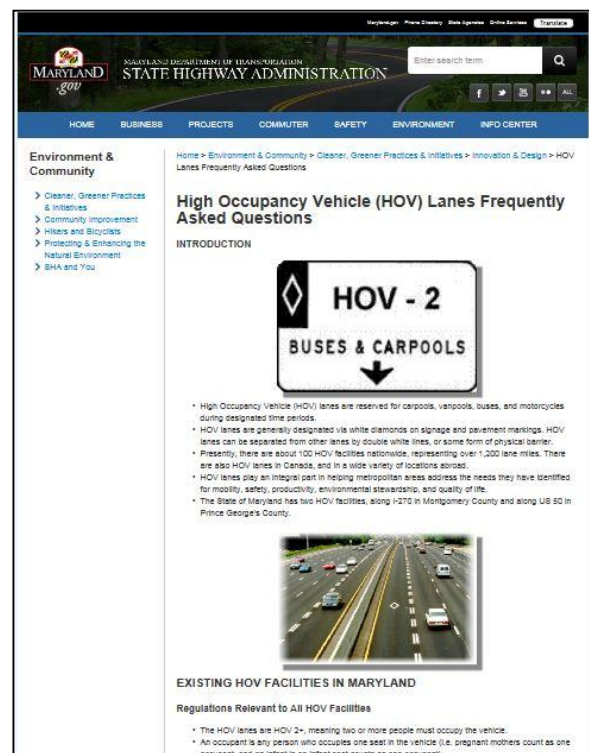 Maryland.gov Phone Directory State Agencies Online Services Translate
MARYLAND DEPARTMENT OF TRANSPORTATION
STATE HIGHWAY ADMINISTRATION
MARYLAND
.gov
Enter search term
f
ALL
HOME BUSINESS PROJECTS COMMUTER SAFETY ENVIRONMENT INFO CENTER
Environment &
Community
Cleaner, Greener Practices
& Initiatives
Community Improvement
Hikers and Bicyclists
Protecting & Enhancing the
Natural Environment
SHA and You
Home > Environment & Community > Cleaner, Greener Practices & Initiatives > Innovation & Design > HOV
Lanes Frequently Asked Questions
High Occupancy Vehicle (HOV) Lanes Frequently
Asked Questions
INTRODUCTION
HOV - 2
BUSES & CARPOOLS
• High Occupancy Vehicle (HOV) lanes are reserved for carpools, vanpools, buses, and motorcycles
during designated time periods.
• HOV lanes are generally designated via white diamonds on signage and pavement markings. HOV
lanes can be separated from other lanes by double white lines, or some form of physical barrier.
• Presently, there are about 100 HOV facilities nationwide, representing over 1,200 lane miles. There
are also HOV lanes in Canada, and in a wide variety of locations abroad.
• HOV lanes play an integral part in helping metropolitan areas address the needs they have identified
for mobility, safety, productivity, environmental stewardship, and quality of life.
• The State of Maryland has two HOV facilities, along I-270 in Montgomery County and along US 50 in
Prince George's County.
EXISTING HOV FACILITIES IN MARYLAND
Regulations Relevant to All HOV Facilities
• The HOV lanes are HOV 2+, meaning two or more people must occupy the vehicle.
• An occupant is any person who occupies one seat in the vehicle (i.e. pregnant mothers count as one